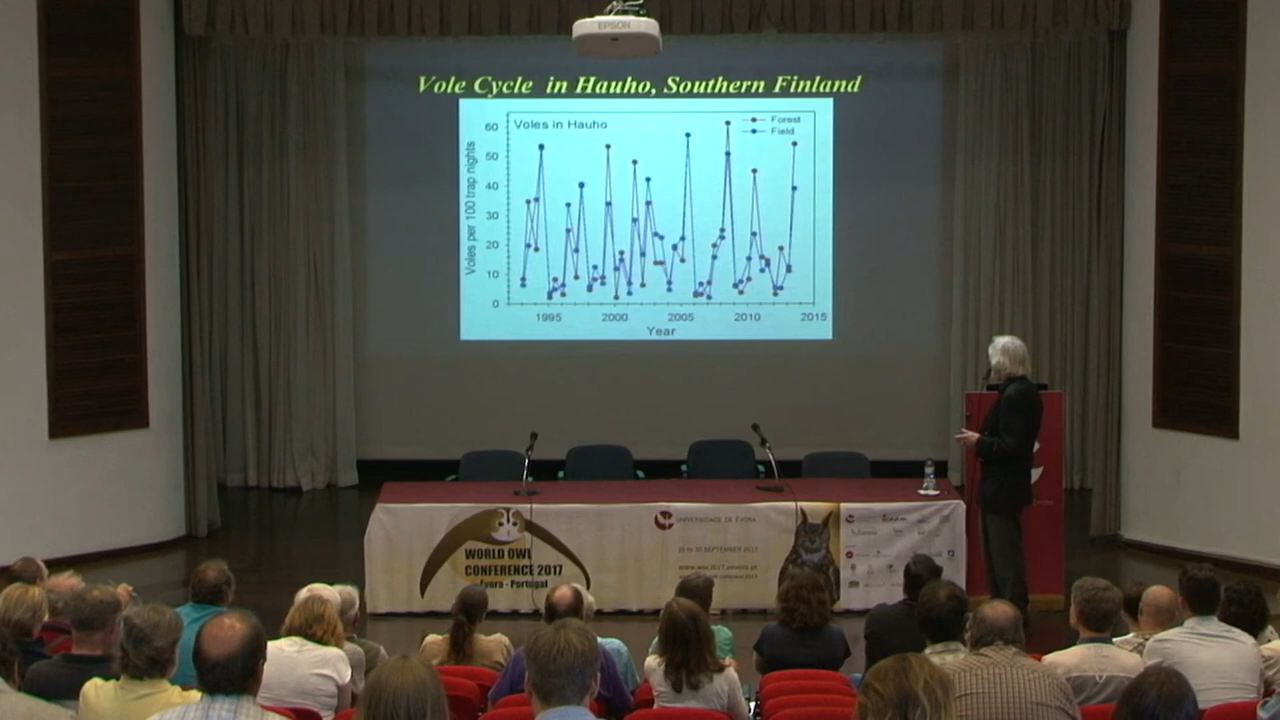 EPSON
Vole Cycle in Hauho, Southern Finland
Voles in Hauho
Forest
Field
Voles per 100 trap nights
60
50
40
30
20
10
0
1995 2000 2005 2010 2015
Year
WORLD OWL
CONFERENCE 2017
Évora - Portugal
UNIVERSIDADE DE ÉVORA